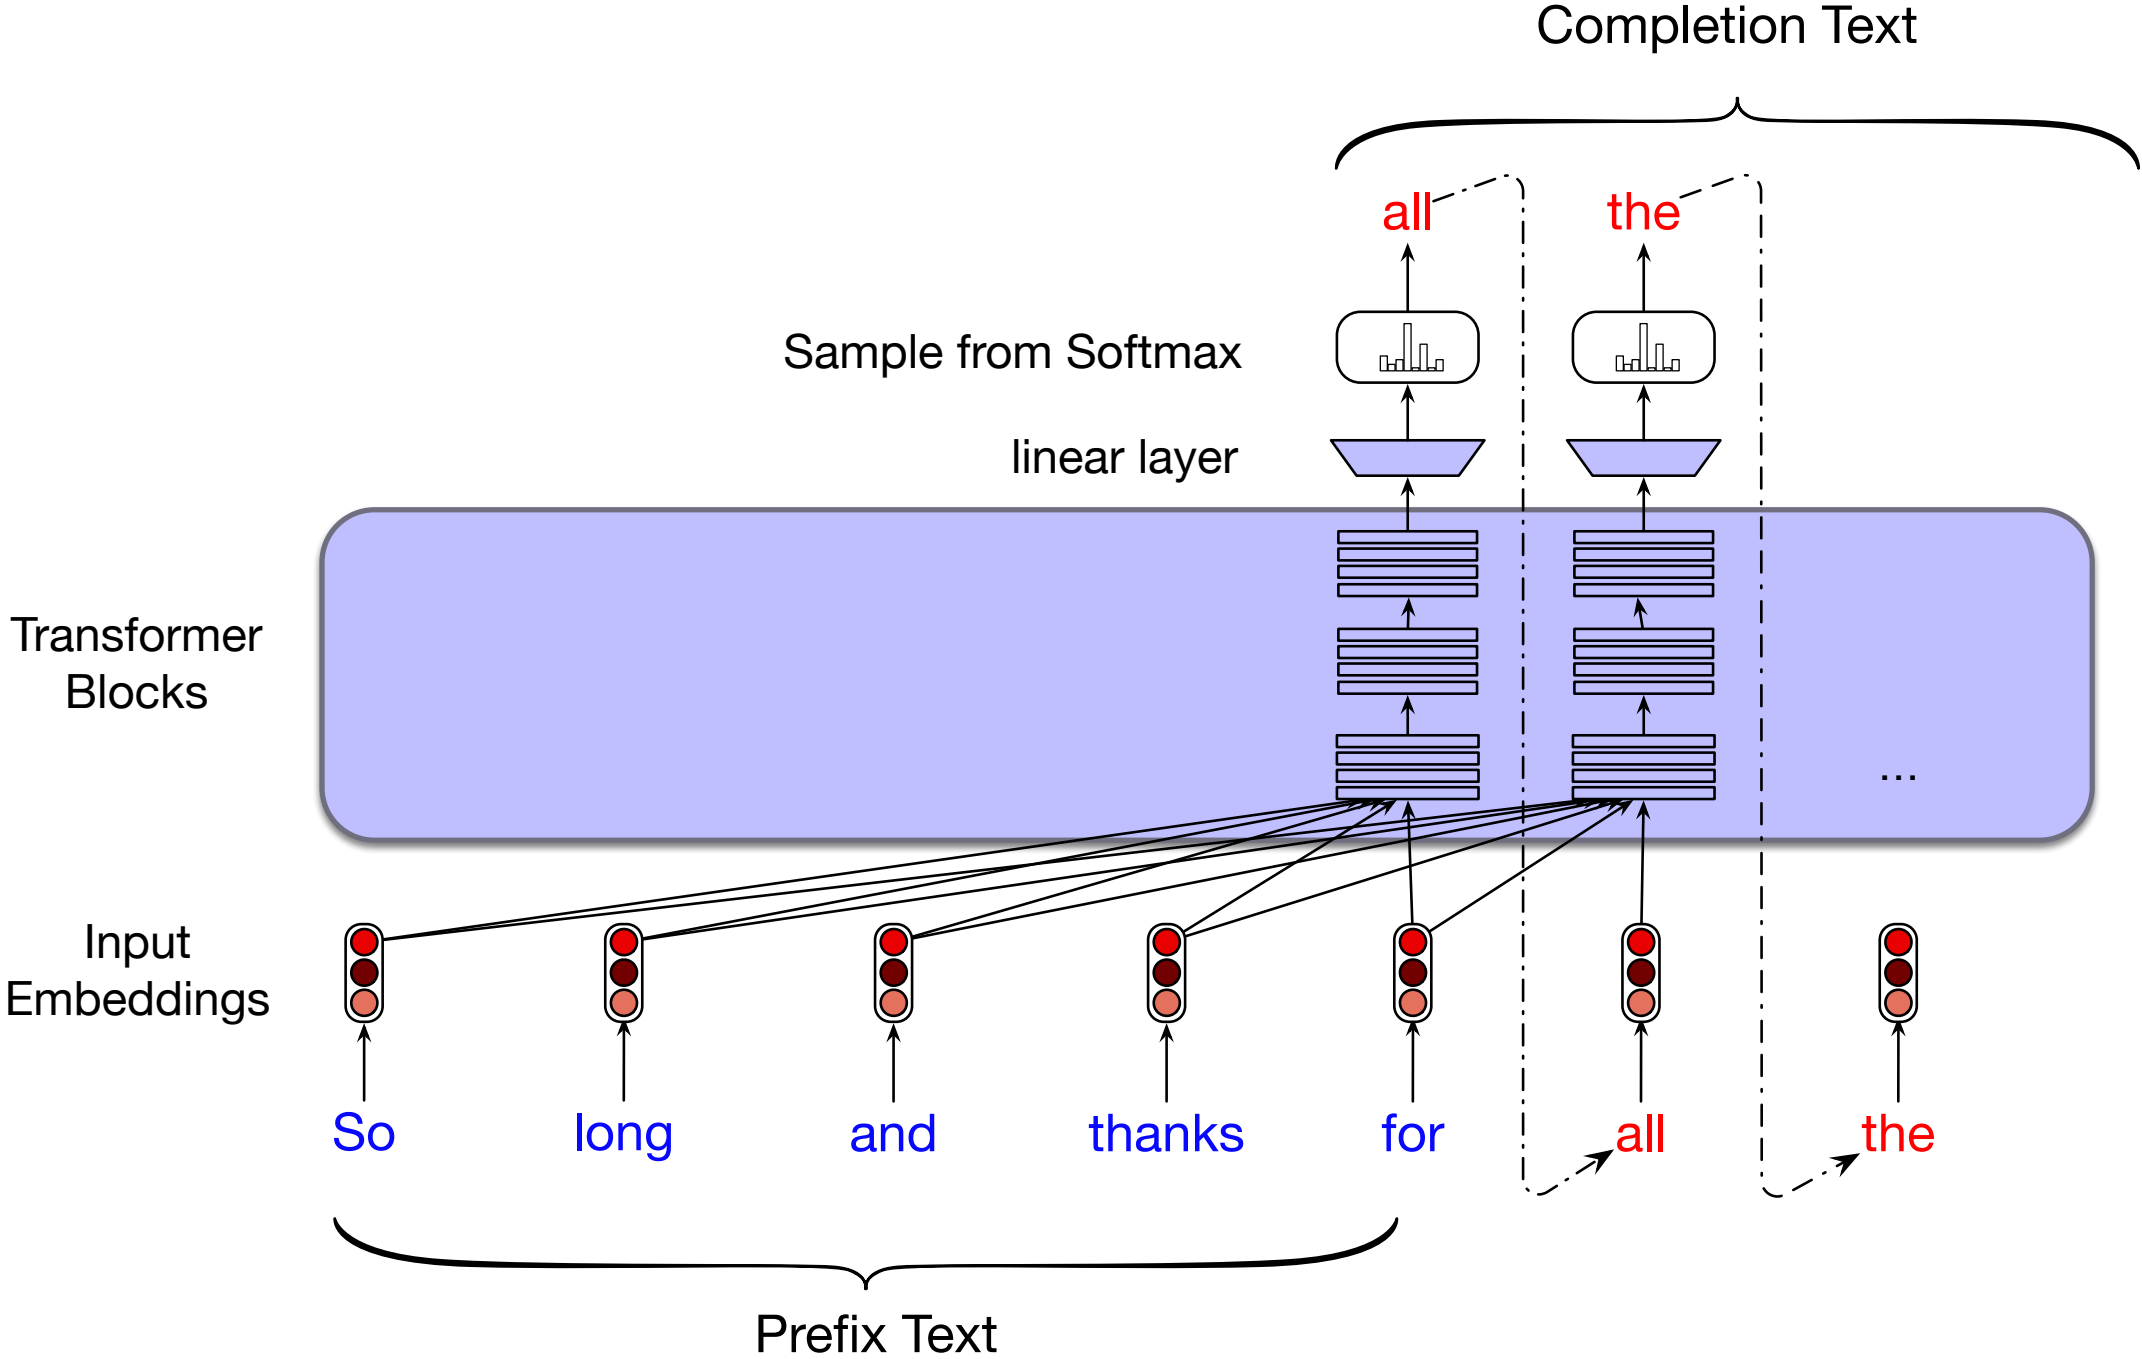 Completion Text
all the
Sample from Softmax
linear layer
Transformer
Blocks
...
Input
Embeddings
So long and thanks for all the
Prefix Text